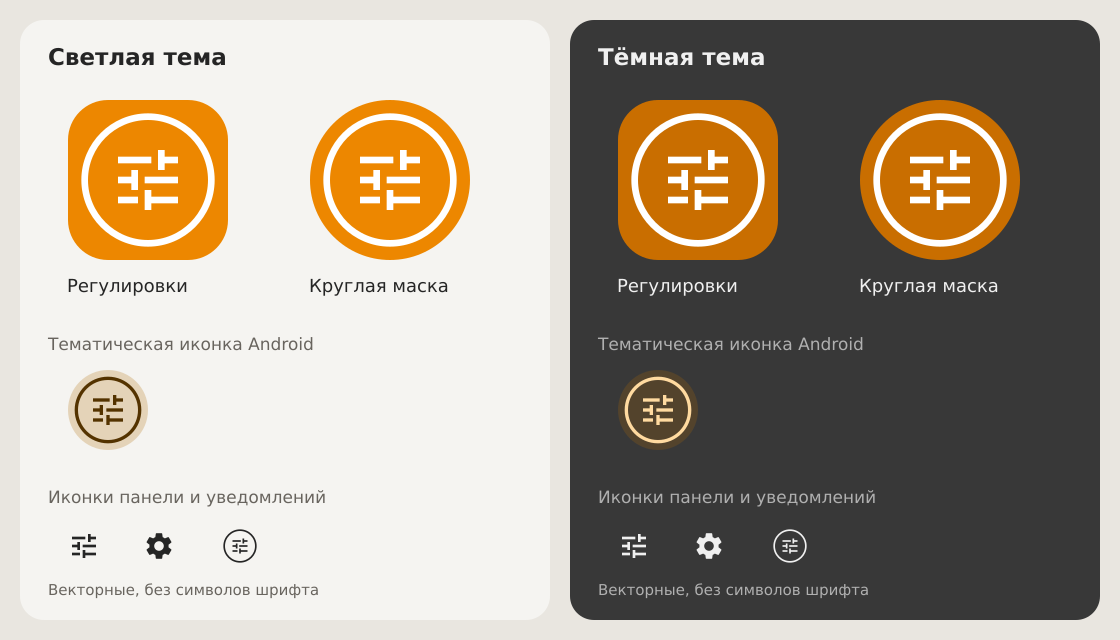 Светлая тема
Регулировки
Круглая маска
Тематическая иконка Android
Иконки панели и уведомлений
Векторные, без символов шрифта
Тёмная тема
Регулировки
Круглая маска
Тематическая иконка Android
Иконки панели и уведомлений
Векторные, без символов шрифта